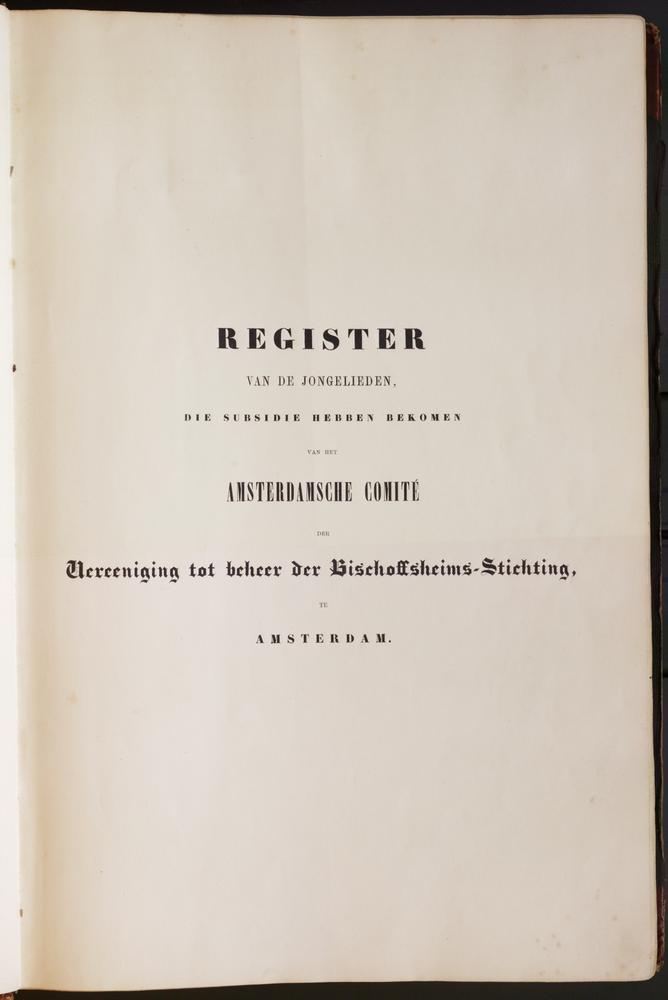 REGISTER
VAN DE JONGELIEDEN,
DIE SUBSIDIE HEBBEN BEKOMEN
VAN HET
AMSTERDAMSCHE COMITÉ
DER
Vereeniging tot beheer der Bischoffsheims-Stichting,
TE
AMSTERDAM.